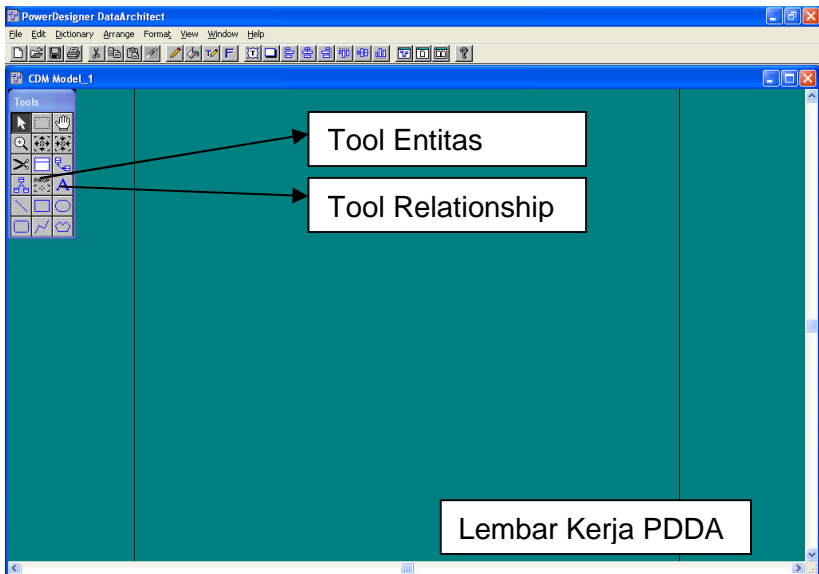 PowerDesigner DataArchitect
File Edit Dictionary Arrange Format View Window Help
CDM Model_1
Tools
Tool Entitas
A
Tool Relationship
Lembar Kerja PDDA